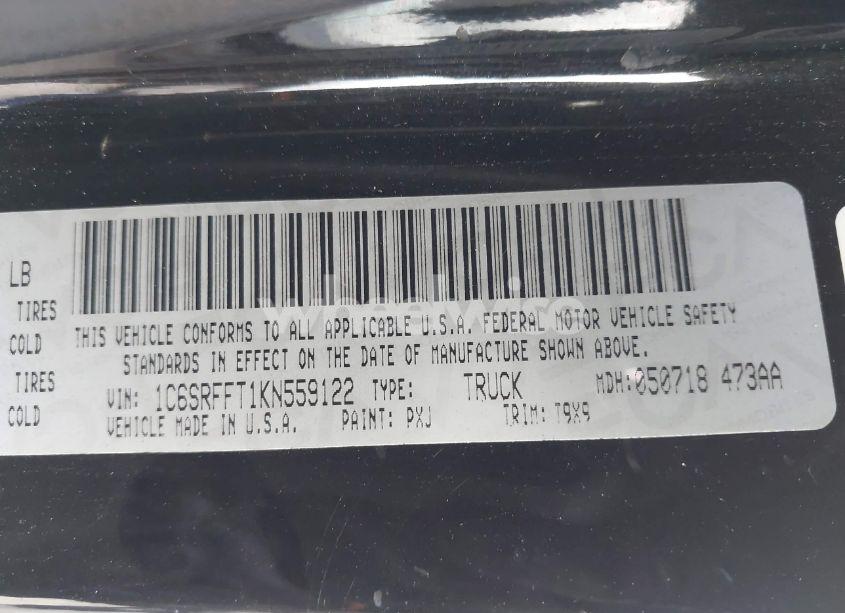 LB
TIRES
COLD
TIRES
COLD
wheelwire
THIS VEHICLE CONFORMS TO ALL APPLICABLE U.S.A. FEDERAL MOTOR VEHICLE SAFETY
STANDARDS IN EFFECT ON THE DATE OF MANUFACTURE SHOWN ABOVE.
VIN: 1C6SRFFT1KN559122 TYPE: TRUCK MDH:050718 473AA
VEHICLE MADE IN U.S.A. PAINT: PXJ TRIM: T9X9